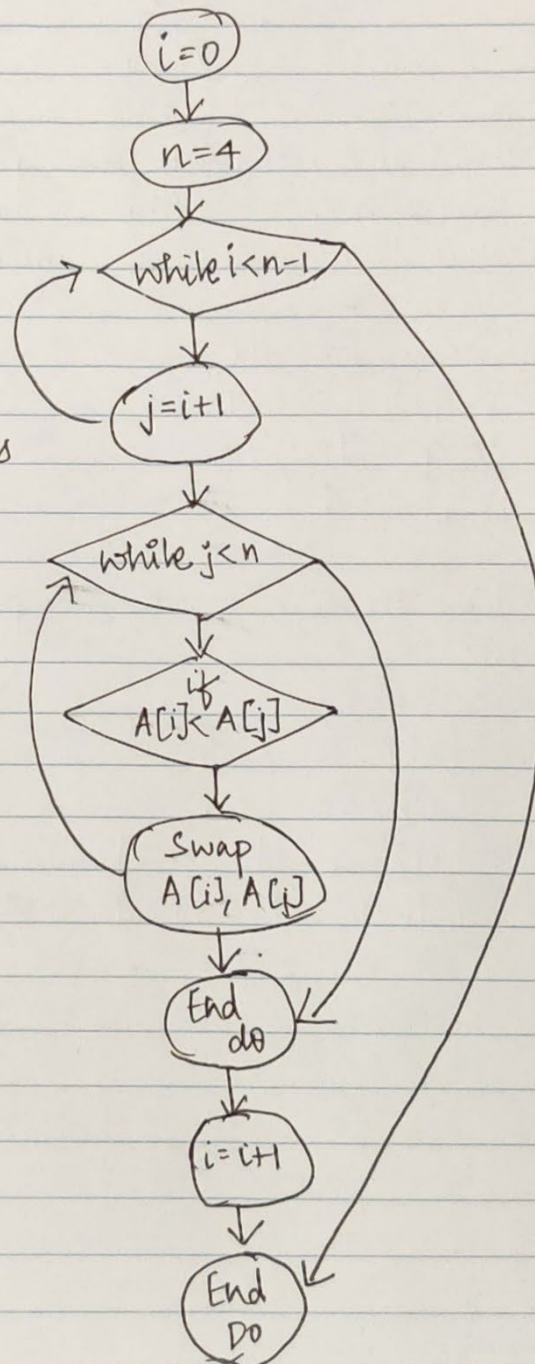 i=0
n=4
while i<n-1
j=i+1
s
while j<n
if
A[i]<A[j]
Swap
A[i], A[j]
End
do
i=i+1
End
Do